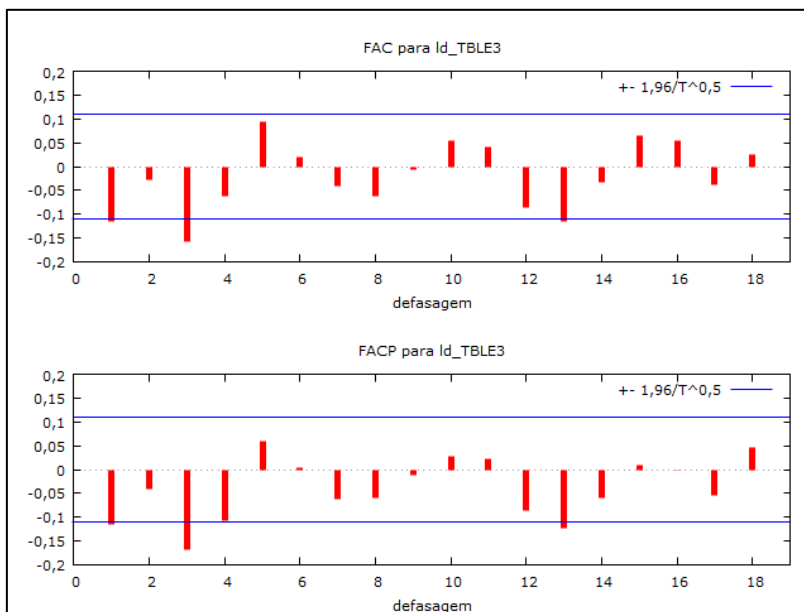 FAC para ld_TBLE3
+- 1,96/T^0,5
0,2
0,15
0,1
0,05
0
-0,05
-0,1
-0,15
-0,2
0 2 4 6 8 10 12 14 16 18
defasagem
FACP para ld_TBLE3
+- 1,96/T^0,5
0,2
0,15
0,1
0,05
0
-0,05
-0,1
-0,15
-0,2
0 2 4 6 8 10 12 14 16 18
defasagem